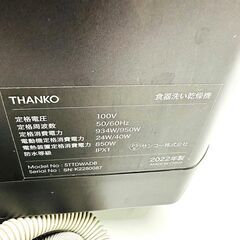 THANKO 食器洗い乾燥機
定格電圧 100V
定格周波数 50/60Hz
定格消費電力 934W/950W
電動機定格消費電力 24W/40W
電熱装置定格消費電力 850W サンコー株式会社
防水等級 IPX1
Model : STTDWADB 2022年製
Serial No : SN:K2280087